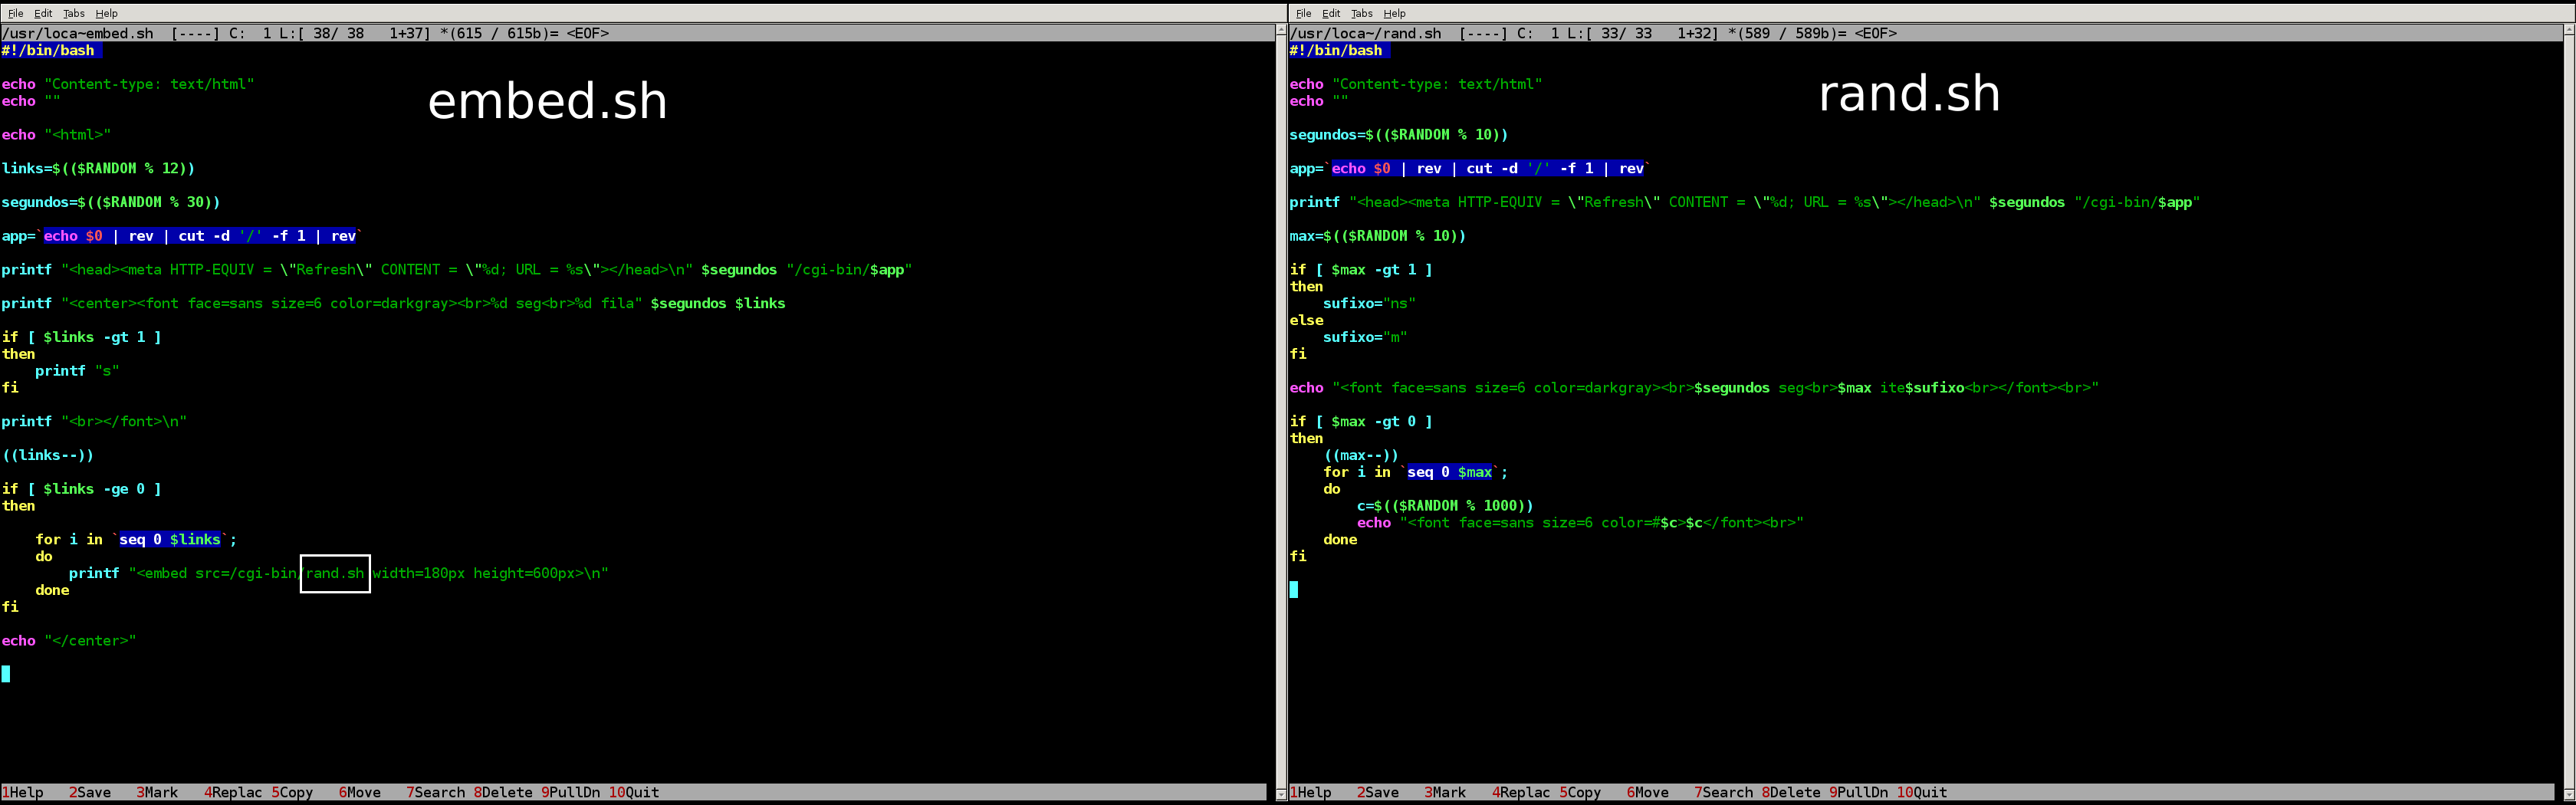 File Edit Tabs Help
/usr/loca~embed.sh [----] C: 1 L:[ 38/ 38 1+37] *(615 / 615b)= <EOF>
#!/bin/bash
echo "Content-type: text/html"
echo ""
embed.sh
echo "<html>"
links=$(($RANDOM % 12))
segundos=$(($RANDOM % 30))
app=`echo $0 | rev | cut -d '/' -f 1 | rev`
printf "<head><meta HTTP-EQUIV = \"Refresh\" CONTENT = \"%d; URL = %s\"></head>\n" $segundos "/cgi-bin/$app"
printf "<center><font face=sans size=6 color=darkgray><br>%d seg<br>%d fila" $segundos $links
if [ $links -gt 1 ]
then
    printf "s"
fi
printf "<br></font>\n"
((links--))
if [ $links -ge 0 ]
then
    for i in `seq 0 $links`;
    do
        printf "<embed src=/cgi-bin/rand.sh width=180px height=600px>\n"
    done
fi
echo "</center>"
1Help 2Save 3Mark 4Replac 5Copy 6Move 7Search 8Delete 9PullDn 10Quit
File Edit Tabs Help
/usr/loca~/rand.sh [----] C: 1 L:[ 33/ 33 1+32] *(589 / 589b)= <EOF>
#!/bin/bash
echo "Content-type: text/html"
echo ""
rand.sh
segundos=$(($RANDOM % 10))
app=`echo $0 | rev | cut -d '/' -f 1 | rev`
printf "<head><meta HTTP-EQUIV = \"Refresh\" CONTENT = \"%d; URL = %s\"></head>\n" $segundos "/cgi-bin/$app"
max=$(($RANDOM % 10))
if [ $max -gt 1 ]
then
    sufixo="ns"
else
    sufixo="m"
fi
echo "<font face=sans size=6 color=darkgray><br>$segundos seg<br>$max ite$sufixo<br></font><br>"
if [ $max -gt 0 ]
then
    ((max--))
    for i in `seq 0 $max`;
    do
        c=$(($RANDOM % 1000))
        echo "<font face=sans size=6 color=#$c>$c</font><br>"
    done
fi
1Help 2Save 3Mark 4Replac 5Copy 6Move 7Search 8Delete 9PullDn 10Quit